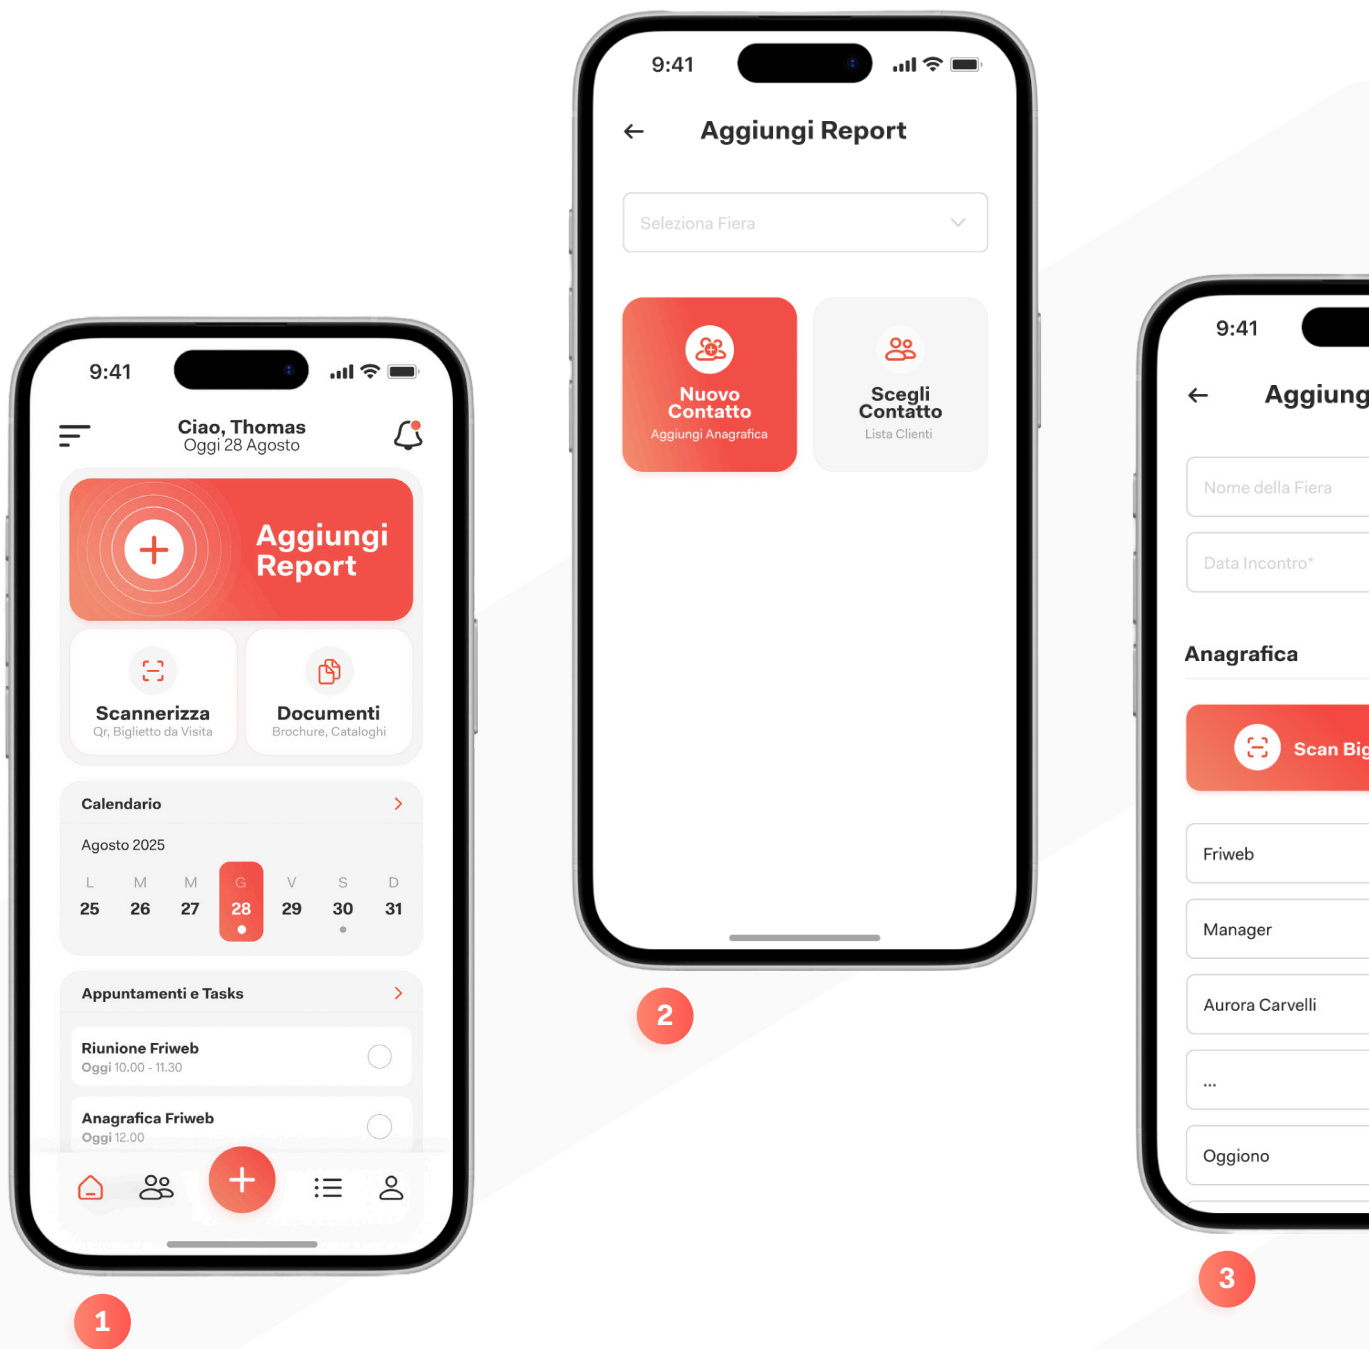 9:41
Ciao, Thomas
Oggi 28 Agosto
Aggiungi
Report
Scannerizza
Qr, Biglietto da Visita
Documenti
Brochure, Cataloghi
Calendario
Agosto 2025
L M M G V S D
25 26 27 28 29 30 31
Appuntamenti e Tasks
Riunione Friweb
Oggi 10.00 - 11.30
Anagrafica Friweb
Oggi 12.00
1
9:41
Aggiungi Report
Seleziona Fiera
Nuovo
Contatto
Aggiungi Anagrafica
Scegli
Contatto
Lista Clienti
2
9:41
Aggiung
Nome della Fiera
Data Incontro*
Anagrafica
Scan Big
Friweb
Manager
Aurora Carvelli
...
Oggiono
3